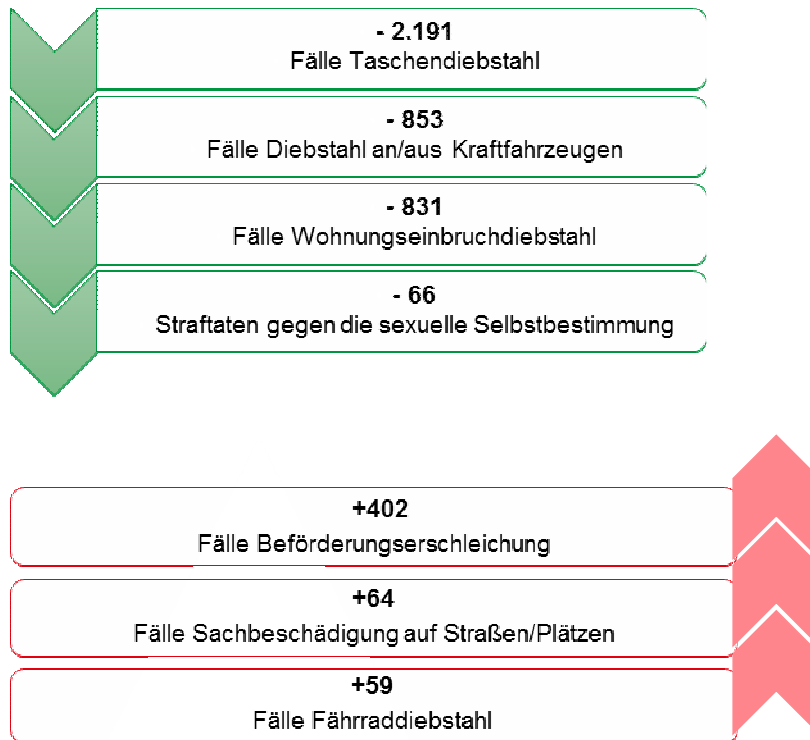 - 2.191
Fälle Taschendiebstahl
- 853
Fälle Diebstahl an/aus Kraftfahrzeugen
- 831
Fälle Wohnungseinbruchdiebstahl
- 66
Straftaten gegen die sexuelle Selbstbestimmung
+402
Fälle Beförderungserschleichung
+64
Fälle Sachbeschädigung auf Straßen/Plätzen
+59
Fälle Fährraddiebstahl